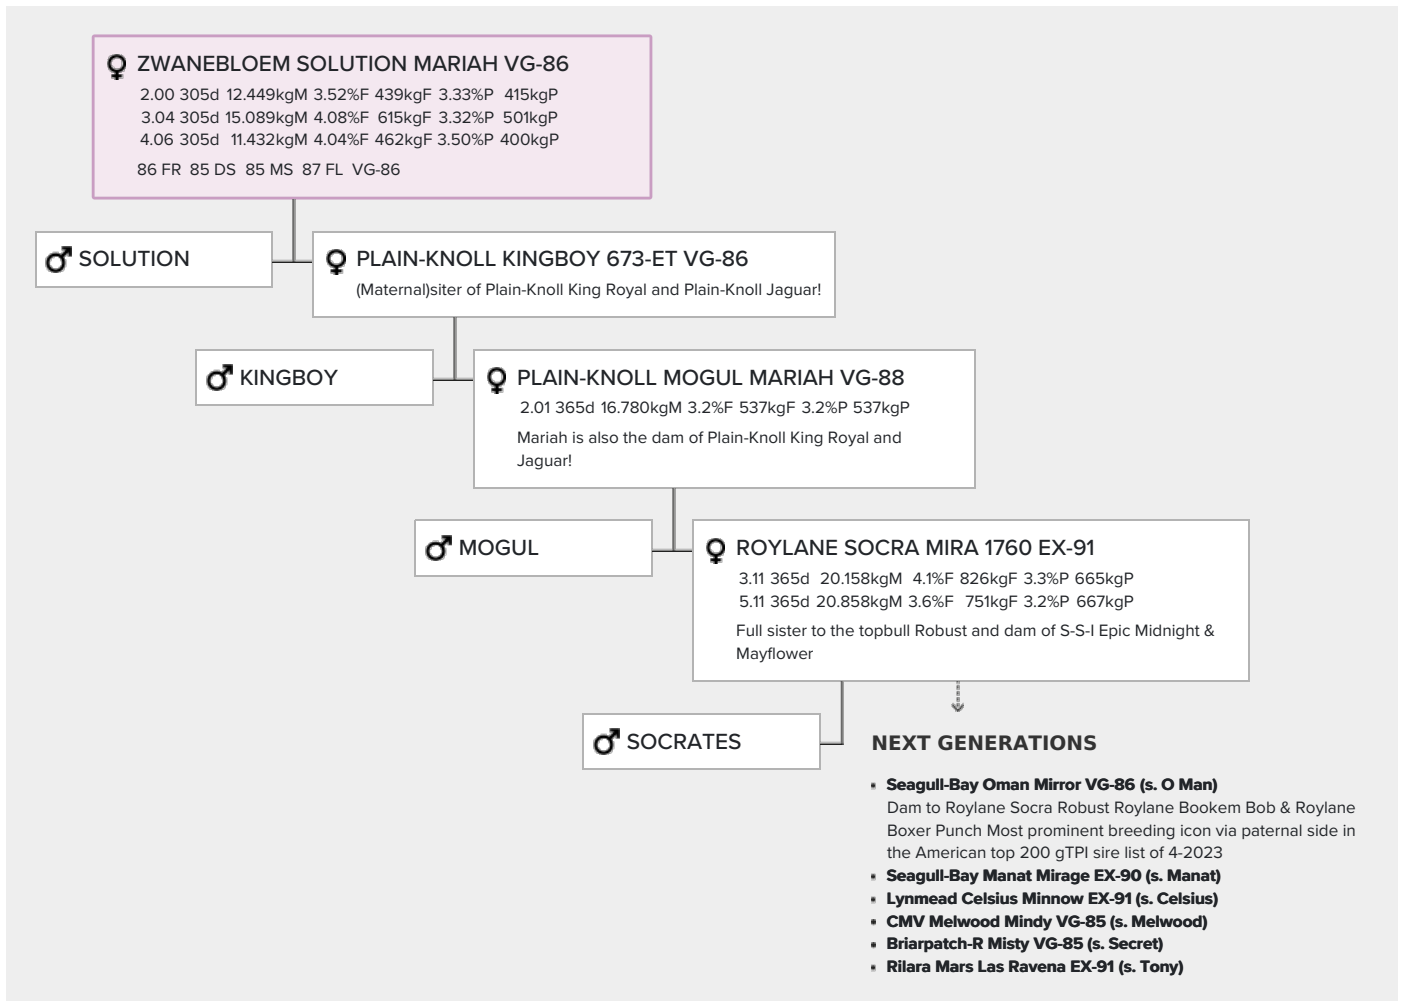 ZWANEBLOEM SOLUTION MARIAH VG-86
2.00 305d 12.449kgM 3.52%F 439kgF 3.33%P 415kgP
3.04 305d 15.089kgM 4.08%F 615kgF 3.32%P 501kgP
4.06 305d 11.432kgM 4.04%F 462kgF 3.50%P 400kgP
86 FR 85 DS 85 MS 87 FL VG-86
SOLUTION
PLAIN-KNOLL KINGBOY 673-ET VG-86
(Maternal)siter of Plain-Knoll King Royal and Plain-Knoll Jaguar!
KINGBOY
PLAIN-KNOLL MOGUL MARIAH VG-88
2.01 365d 16.780kgM 3.2%F 537kgF 3.2%P 537kgP
Mariah is also the dam of Plain-Knoll King Royal and
Jaguar!
MOGUL
ROYLANE SOCRA MIRA 1760 EX-91
3.11 365d 20.158kgM 4.1%F 826kgF 3.3%P 665kgP
5.11 365d 20.858kgM 3.6%F 751kgF 3.2%P 667kgP
Full sister to the topbull Robust and dam of S-S-I Epic Midnight &
Mayflower
SOCRATES
NEXT GENERATIONS
Seagull-Bay Oman Mirror VG-86 (s. O Man)
Dam to Roylane Socra Robust Roylane Bookem Bob & Roylane
Boxer Punch Most prominent breeding icon via paternal side in
the American top 200 gTPI sire list of 4-2023
Seagull-Bay Manat Mirage EX-90 (s. Manat)
Lynmead Celsius Minnow EX-91 (s. Celsius)
CMV Melwood Mindy VG-85 (s. Melwood)
Briarpatch-R Misty VG-85 (s. Secret)
Rilara Mars Las Ravena EX-91 (s. Tony)